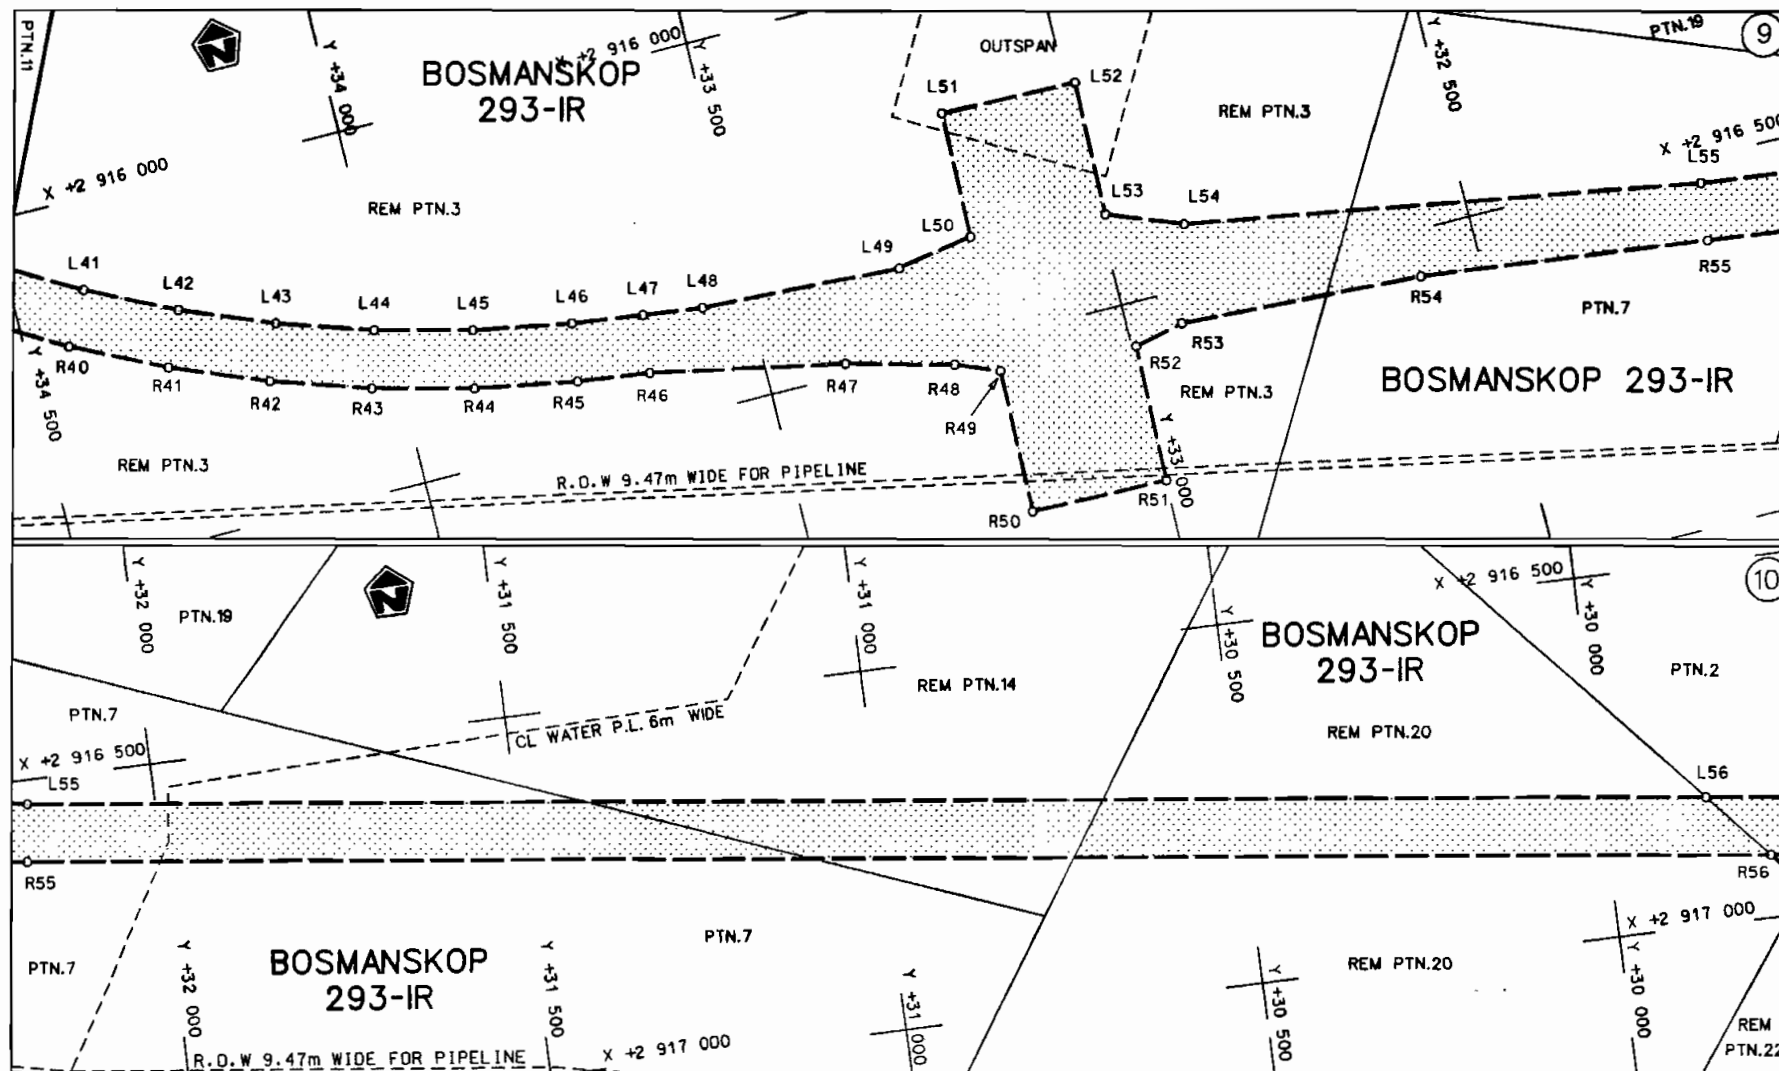 PTN.11
Y +34 000
BOSMANSKOP
293-IR
X +2 916 000
Y +33 500
OUTSPAN
L51
L52
Y +32 500
PTN.19
9
REM PTN.3
X +2 916 500
L55
X +2 916 000
REM PTN.3
L53
L54
L50
L49
L41
L42
L43
L44
L45
L46
L47
L48
R55
R54
PTN.7
R53
R52
REM PTN.3
BOSMANSKOP 293-IR
Y +34 500
R40
R41
R42
R43
R44
R45
R46
R47
R48
R49
REM PTN.3
R.O.W 9.47m WIDE FOR PIPELINE
Y +33 000
R51
R50
Y +32 000
PTN.19
N
Y +31 500
Y +31 000
Y +30 500
X +2 916 500
Y +30 000
10
BOSMANSKOP
293-IR
REM PTN.14
PTN.2
PTN.7
CL WATER P.L. 6m WIDE
REM PTN.20
X +2 916 500
L55
L56
R55
R56
X +2 917 000
PTN.7
BOSMANSKOP
293-IR
PTN.7
REM PTN.20
Y +32 000
Y +31 500
Y +31 000
Y +30 500
Y +30 000
REM
PTN.22
R.O.W 9.47m WIDE FOR PIPELINE
X +2 917 000